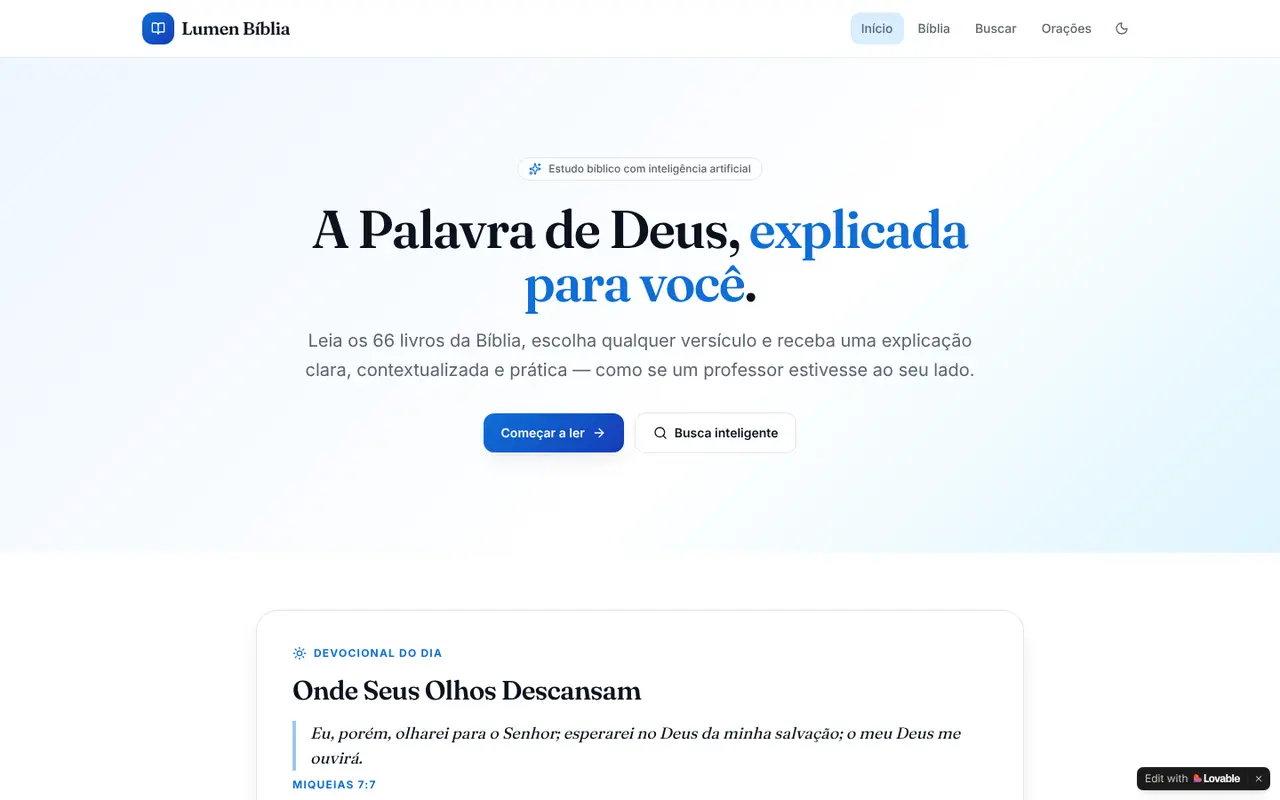 Lumen Bíblia
Início
Bíblia
Buscar
Orações
Estudo bíblico com inteligência artificial
A Palavra de Deus, explicada
para você.
Leia os 66 livros da Bíblia, escolha qualquer versículo e receba uma explicação
clara, contextualizada e prática — como se um professor estivesse ao seu lado.
Começar a ler
Busca inteligente
DEVOCIONAL DO DIA
Onde Seus Olhos Descansam
Eu, porém, olharei para o Senhor; esperarei no Deus da minha salvação; o meu Deus me
ouvirá.
MIQUEIAS 7:7
Edit with Lovable